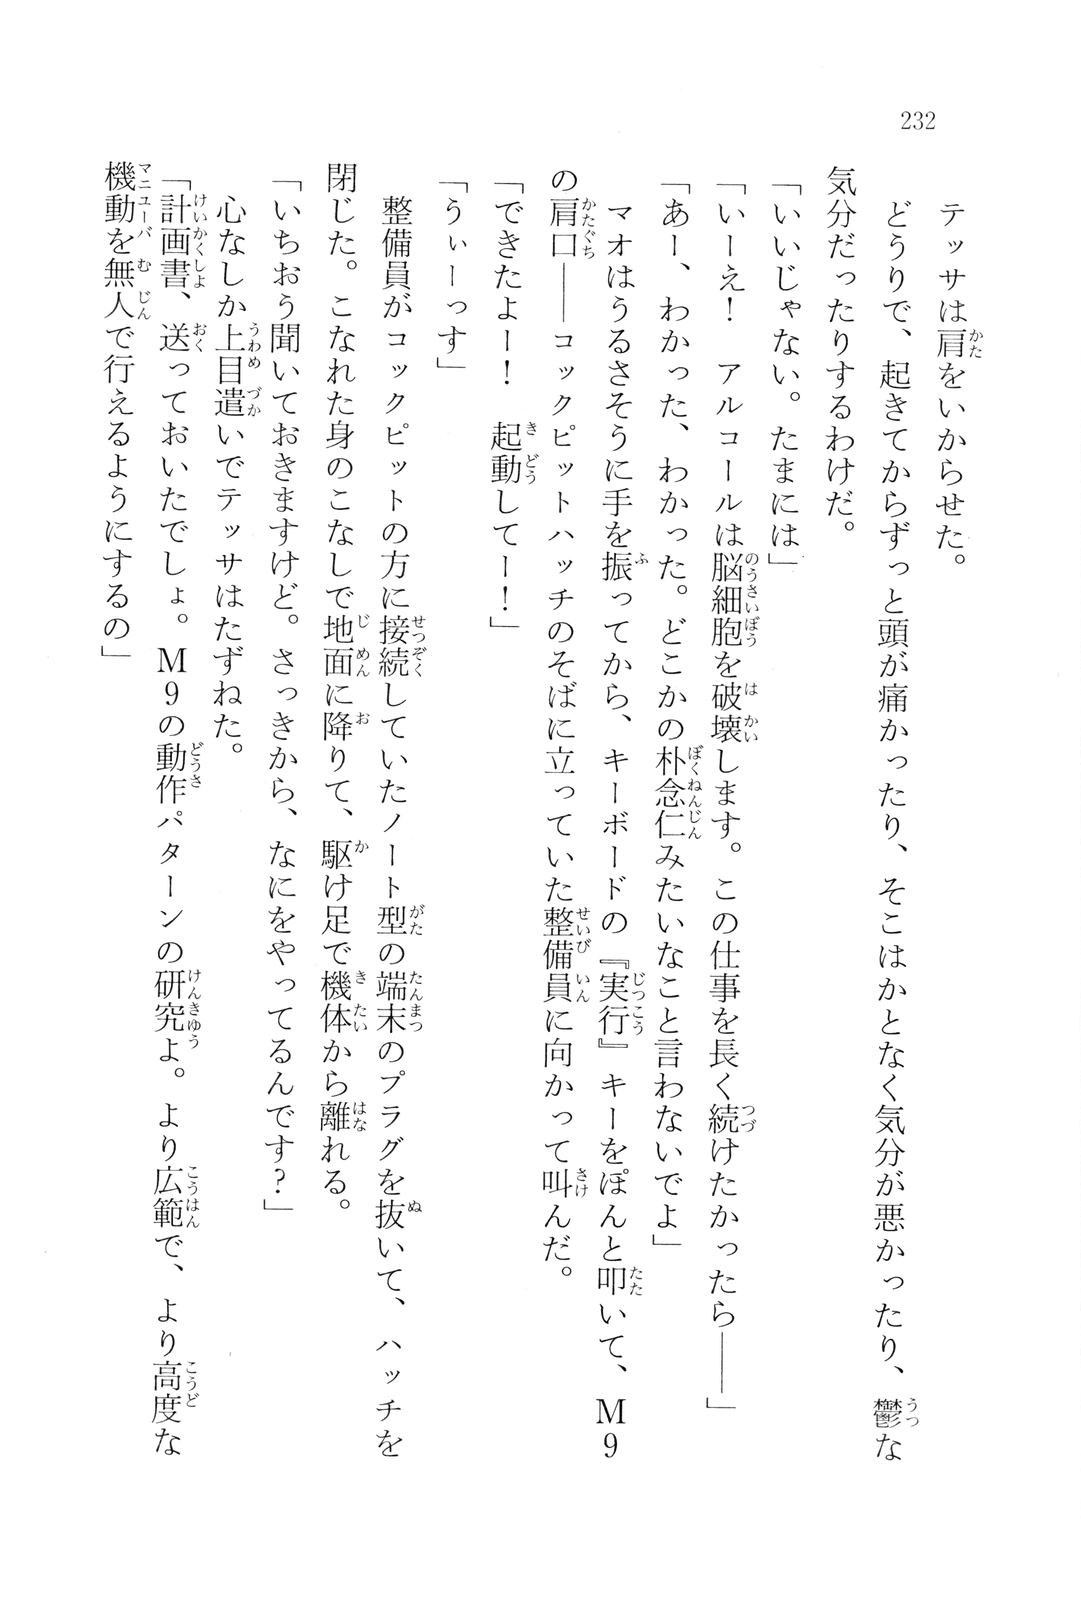 232
テッサは肩をいからせた。
どうりで、起きてからずっと頭が痛かったり、そこはかとなく気分が悪かったり、鬱な
気分だったりするわけだ。
「いいじゃない。たまには」
「いーえ！　アルコールは脳細胞を破壊します。この仕事を長く続けたかったら――」
「あー、わかった、わかった。どこかの朴念仁みたいなこと言わないでよ」
マオはうるさそうに手を振ってから、キーボードの『実行』キーをぽんと叩いて、Ｍ９
の肩口――コックピットハッチのそばに立っていた整備員に向かって叫んだ。
「できたよー！　起動してー！」
「うぃーっす」
整備員がコックピットの方に接続していたノート型の端末のプラグを抜いて、ハッチを
閉じた。こなれた身のこなしで地面に降りて、駆け足で機体から離れる。
「いちおう聞いておきますけど。さっきから、なにをやってるんです？」
心なしか上目遣いでテッサはたずねた。
「計画書、送っておいたでしょ。Ｍ９の動作パターンの研究よ。より広範で、より高度な
機動を無人で行えるようにするの」